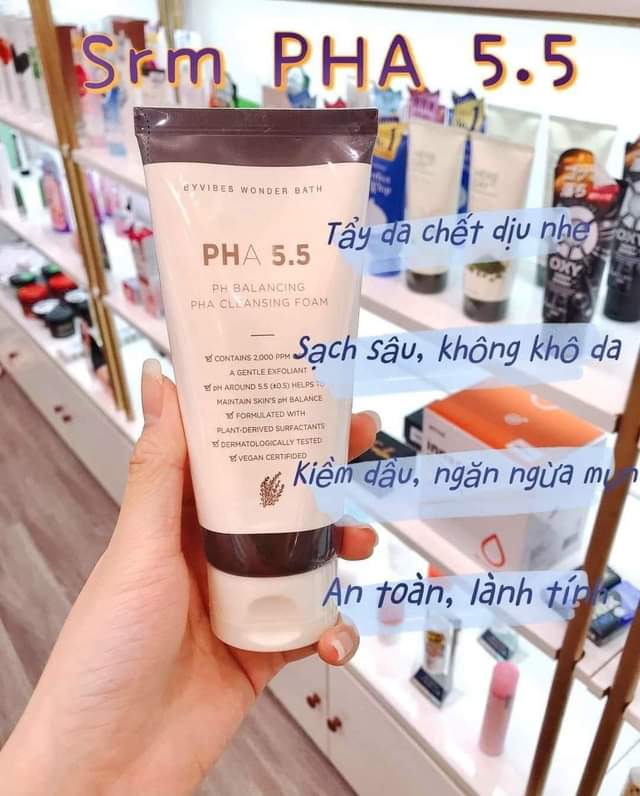 Srm PHA 5.5
BYVIBES WONDER BATH
PHA 5.5
PH BALANCING
PHA CLEANSING FOAM
CONTAINS 2,000 PPM
A GENTLE EXFOLIANT
pH AROUND 5.5 (±0.5) HELPS TO
MAINTAIN SKIN'S pH BALANCE
FORMULATED WITH
PLANT-DERIVED SURFACTANTS
DERMATOLOGICALLY TESTED
VEGAN CERTIFIDED
Tẩy da chết dịu nhẹ
Sạch sâu, không khô da
Kiềm dầu, ngăn ngừa mụn
An toàn, lành tính
OXY